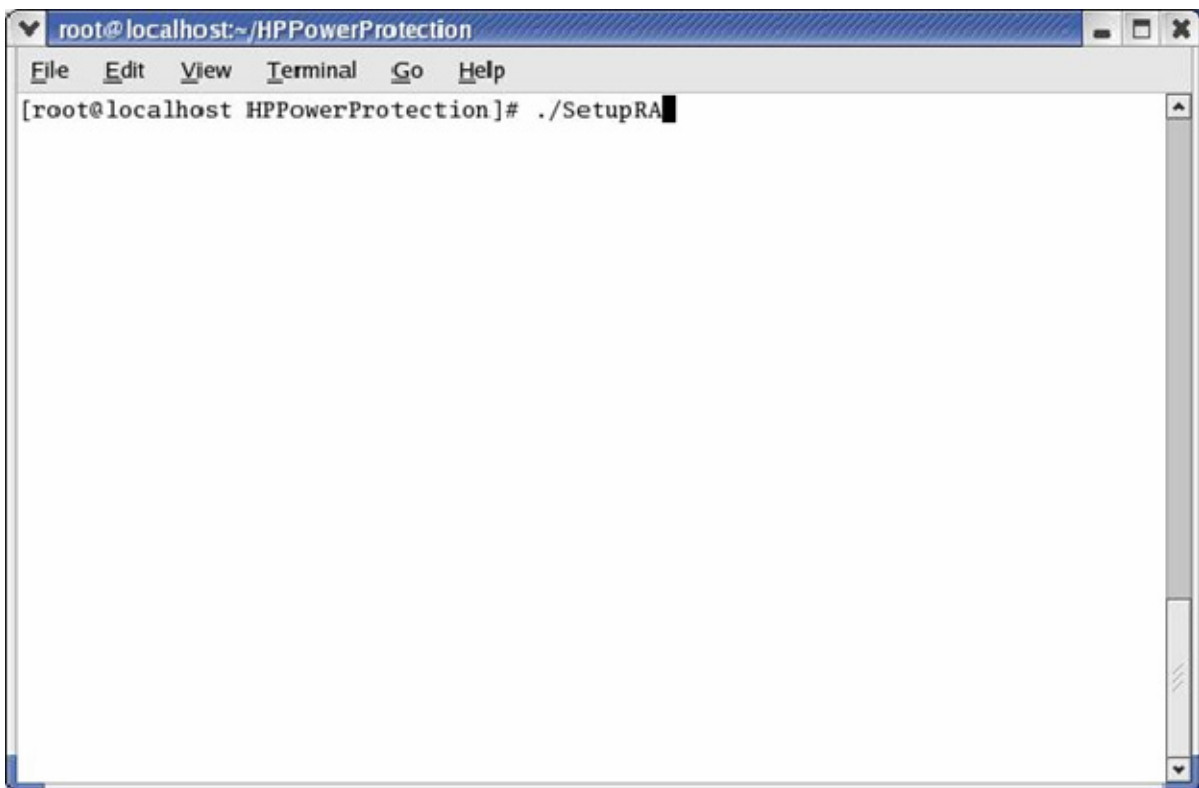 root@localhost:~/HPPowerProtection
File Edit View Terminal Go Help
[root@localhost HPPowerProtection]# ./SetupRA